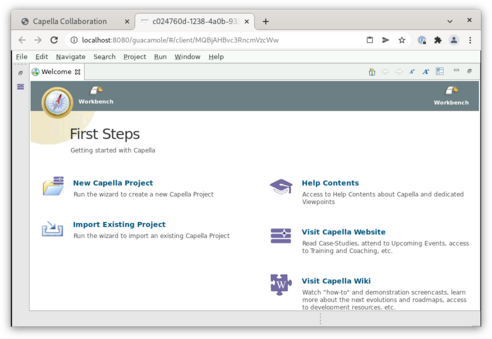 Capella Collaboration
c024760d-1238-4a0b-93
localhost:8080/guacamole/#/client/MQBjAHBvc3RncmVzcWw
File Edit Navigate Search Project Run Window Help
Welcome
Workbench
Workbench
First Steps
Getting started with Capella
New Capella Project
Run the wizard to create a new Capella Project
Import Existing Project
Run the wizard to import an existing Capella Project
Help Contents
Access to Help Contents about Capella and dedicated
Viewpoints
Visit Capella Website
Read Case-Studies, attend to Upcoming Events, access
to Training and Coaching, etc.
Visit Capella Wiki
Watch "how-to" and demonstration screencasts, learn
more about the next evolutions and roadmaps, access
to development resources, etc.